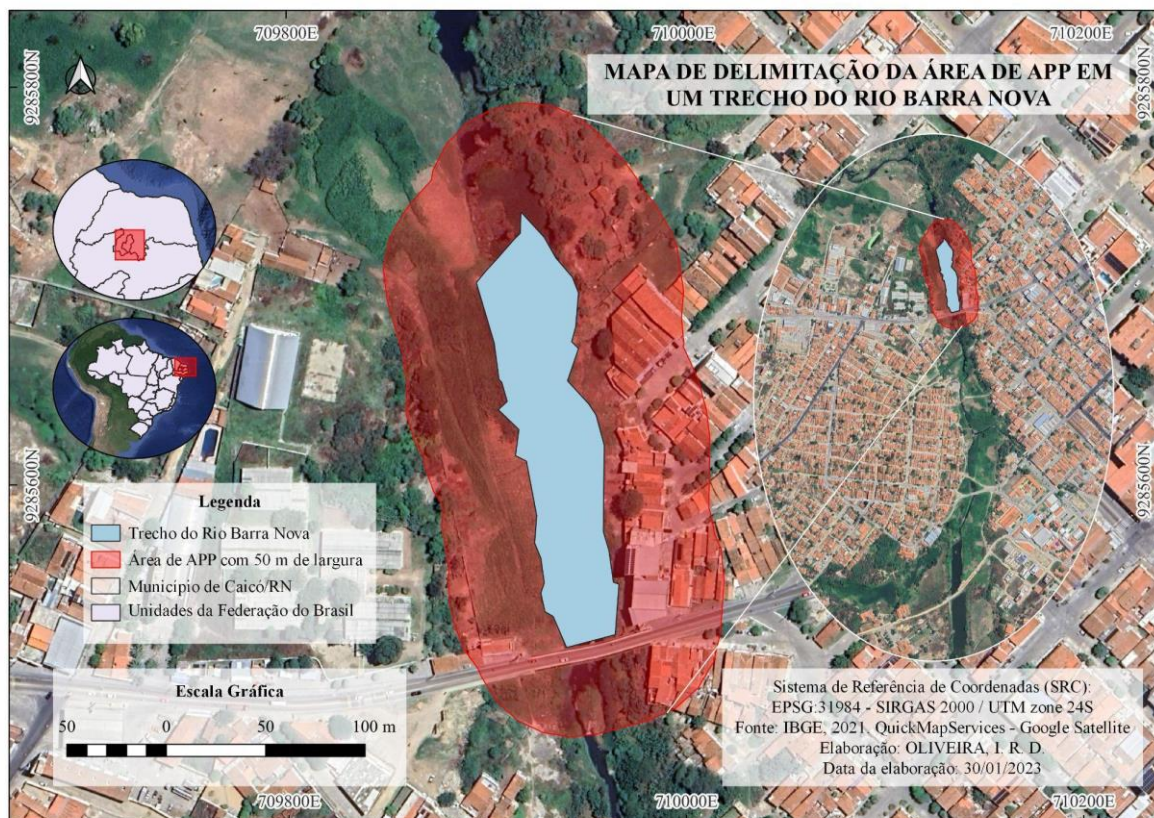 709800E
710000E
710200E
9285800N
9285800N
MAPA DE DELIMITAÇÃO DA ÁREA DE APP EM
UM TRECHO DO RIO BARRA NOVA
9285600N
9285600N
Legenda
Trecho do Rio Barra Nova
Área de APP com 50 m de largura
Municipio de Caicó/RN
Unidades da Federação do Brasil
Escala Gráfica
50 0 50 100 m
Sistema de Referência de Coordenadas (SRC):
EPSG:31984 - SIRGAS 2000 / UTM zone 24S
Fonte: IBGE, 2021, QuickMapServices - Google Satellite
Elaboração: OLIVEIRA, I. R. D.
Data da elaboração: 30/01/2023
709800E
710000E
710200E